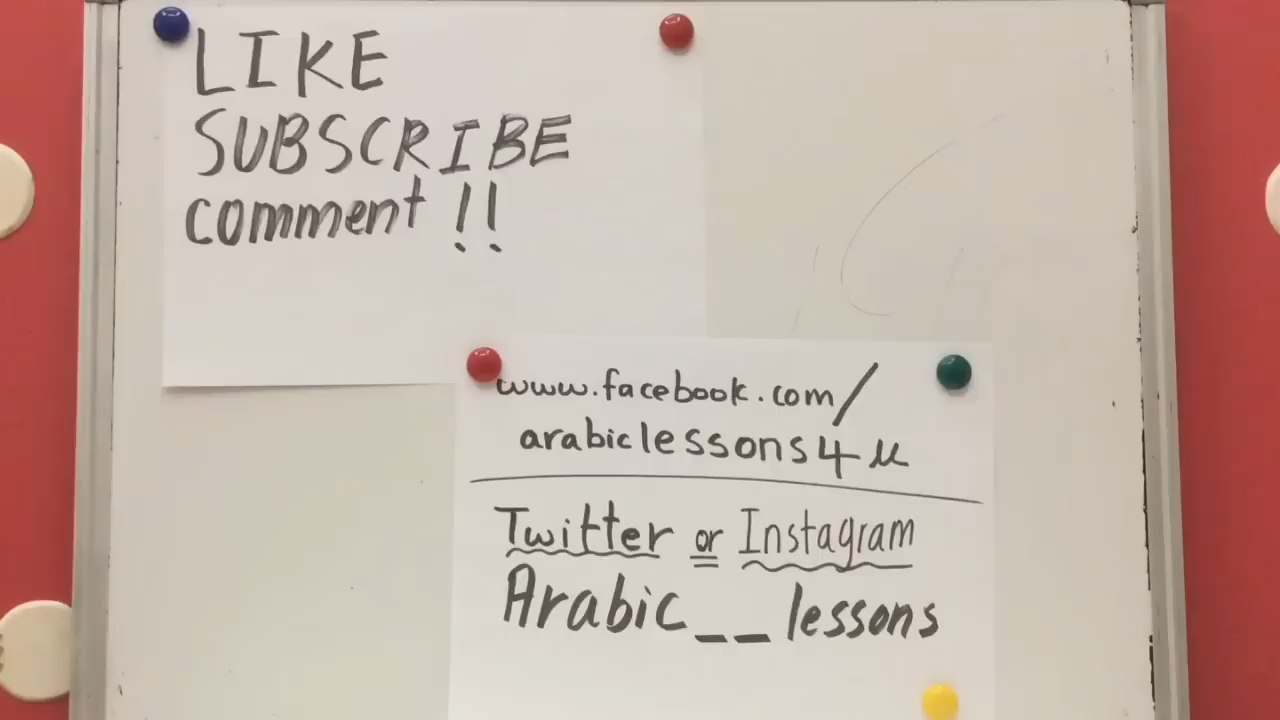 LIKE
SUBSCRIBE
comment !!
www.facebook.com/
arabiclessons4u
Twitter or Instagram
Arabic__lessons